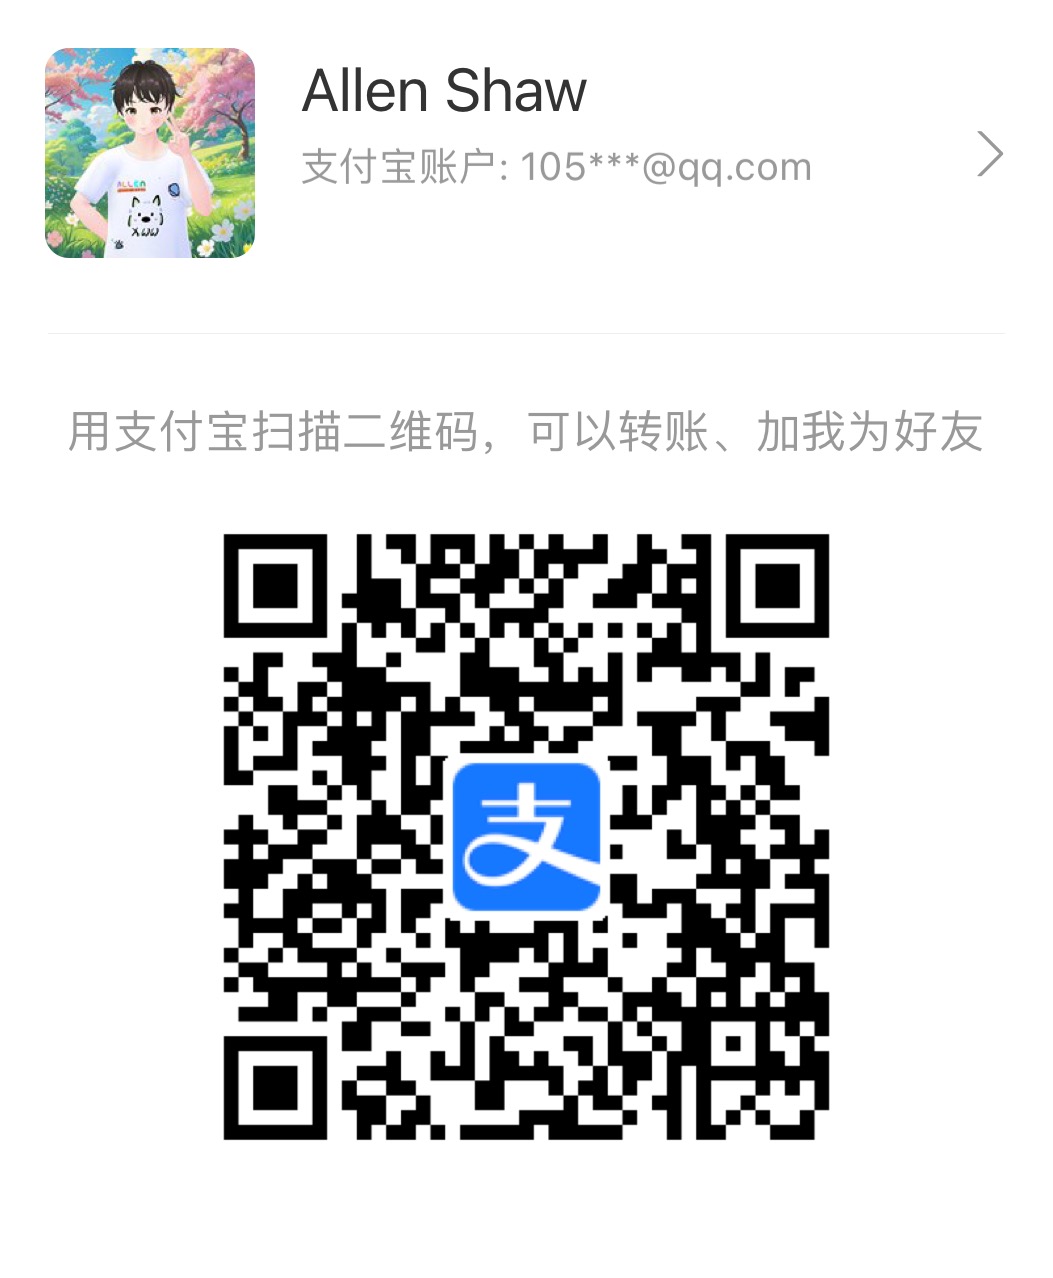 Allen Shaw
支付宝账户: 105***@qq.com
ALLEN
用支付宝扫描二维码，可以转账、加我为好友
支